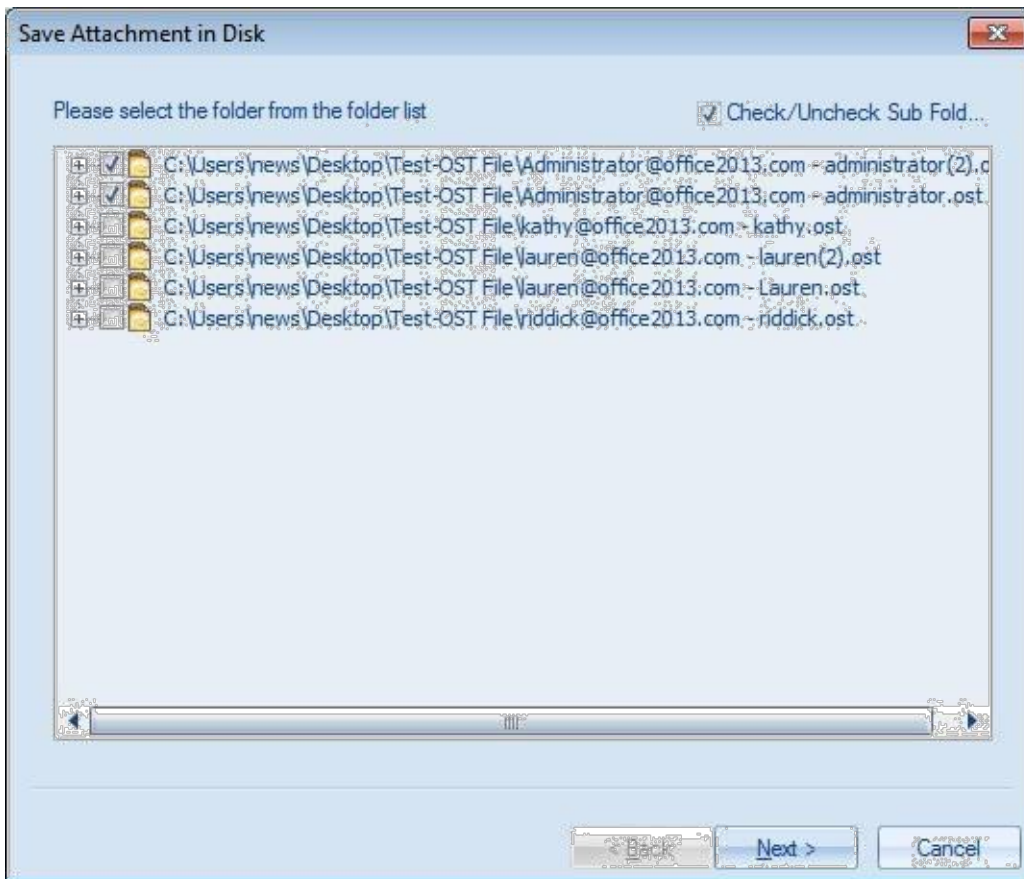 Save Attachment in Disk
Please select the folder from the folder list
Check/Uncheck Sub Fold...
C:\Users\news\Desktop\Test-OST File\Administrator@office2013.com - administrator(2).o
C:\Users\news\Desktop\Test-OST File\Administrator@office2013.com - administrator.ost
C:\Users\news\Desktop\Test-OST File\kathy@office2013.com - kathy.ost
C:\Users\news\Desktop\Test-OST File\lauren@office2013.com - lauren(2).ost
C:\Users\news\Desktop\Test-OST File\lauren@office2013.com - Lauren.ost
C:\Users\news\Desktop\Test-OST File\riddick@office2013.com - riddick.ost
< Back
Next >
Cancel